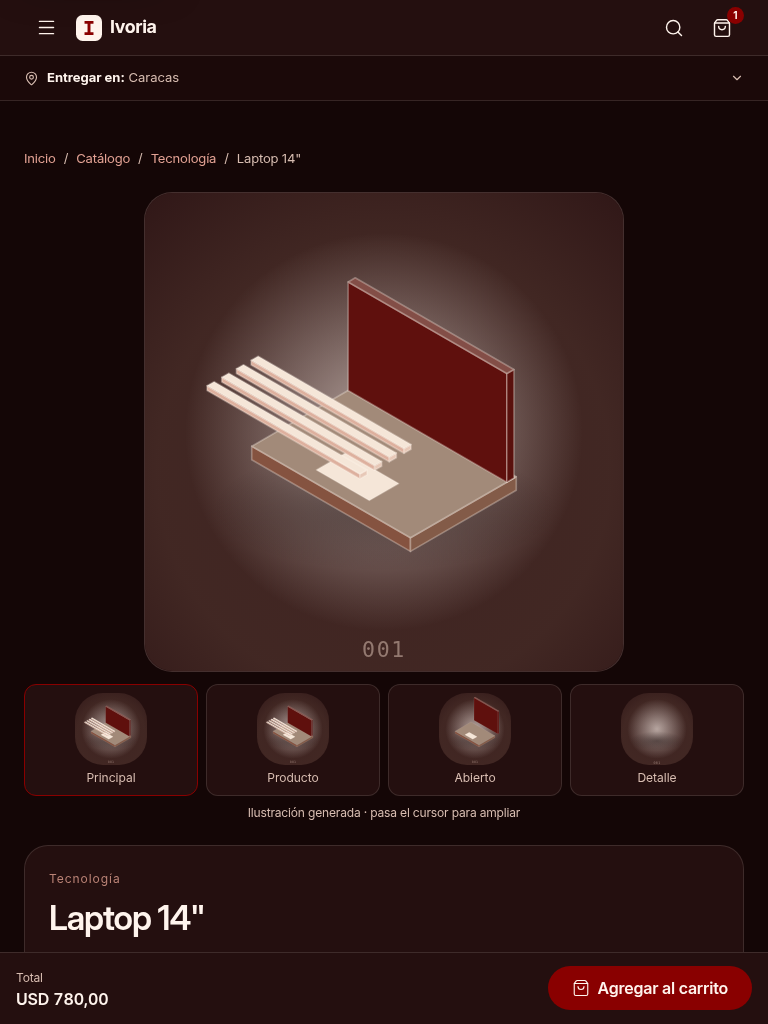 I Ivoria
1
Entregar en: Caracas
Inicio / Catálogo / Tecnología / Laptop 14"
001
Principal
Producto
Abierto
Detalle
Ilustración generada · pasa el cursor para ampliar
Tecnología
Laptop 14"
Total
USD 780,00
Agregar al carrito